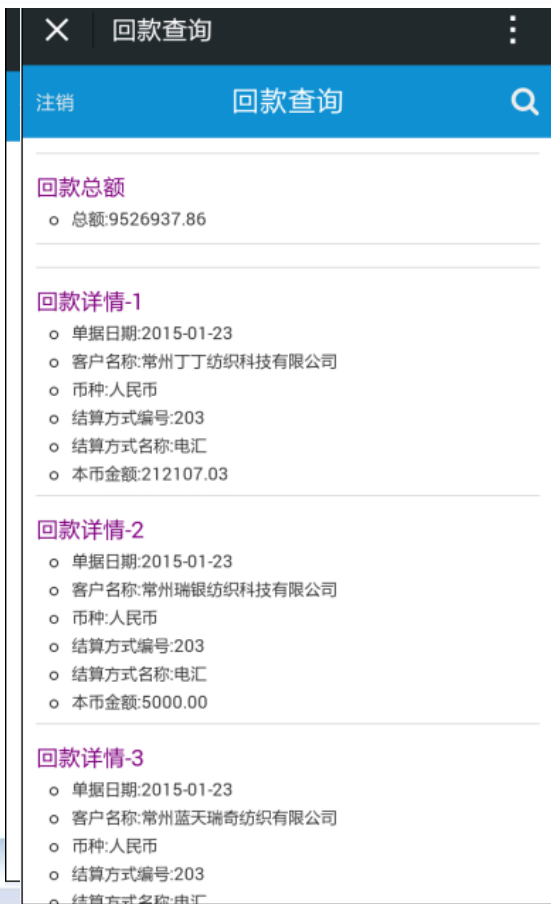 回款查询
注销 回款查询
回款总额
总额:9526937.86
回款详情-1
单据日期:2015-01-23
客户名称:常州丁丁纺织科技有限公司
币种:人民币
结算方式编号:203
结算方式名称:电汇
本币金额:212107.03
回款详情-2
单据日期:2015-01-23
客户名称:常州瑞银纺织科技有限公司
币种:人民币
结算方式编号:203
结算方式名称:电汇
本币金额:5000.00
回款详情-3
单据日期:2015-01-23
客户名称:常州蓝天瑞奇纺织有限公司
币种:人民币
结算方式编号:203
结算方式名称:电汇